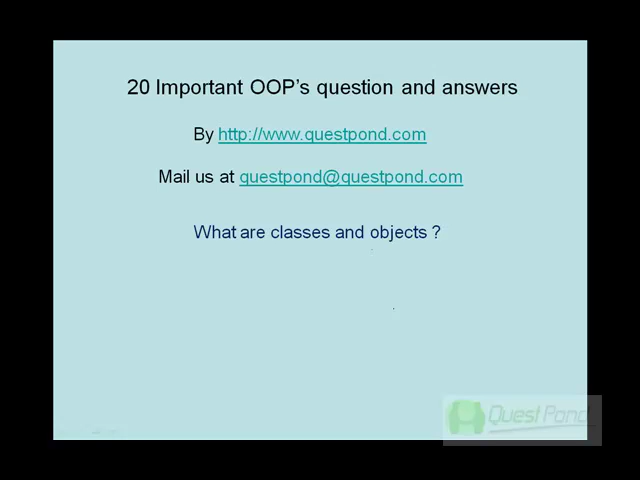 20 Important OOP's question and answers
By http://www.questpond.com
Mail us at questpond@questpond.com
What are classes and objects ?
QuestPond